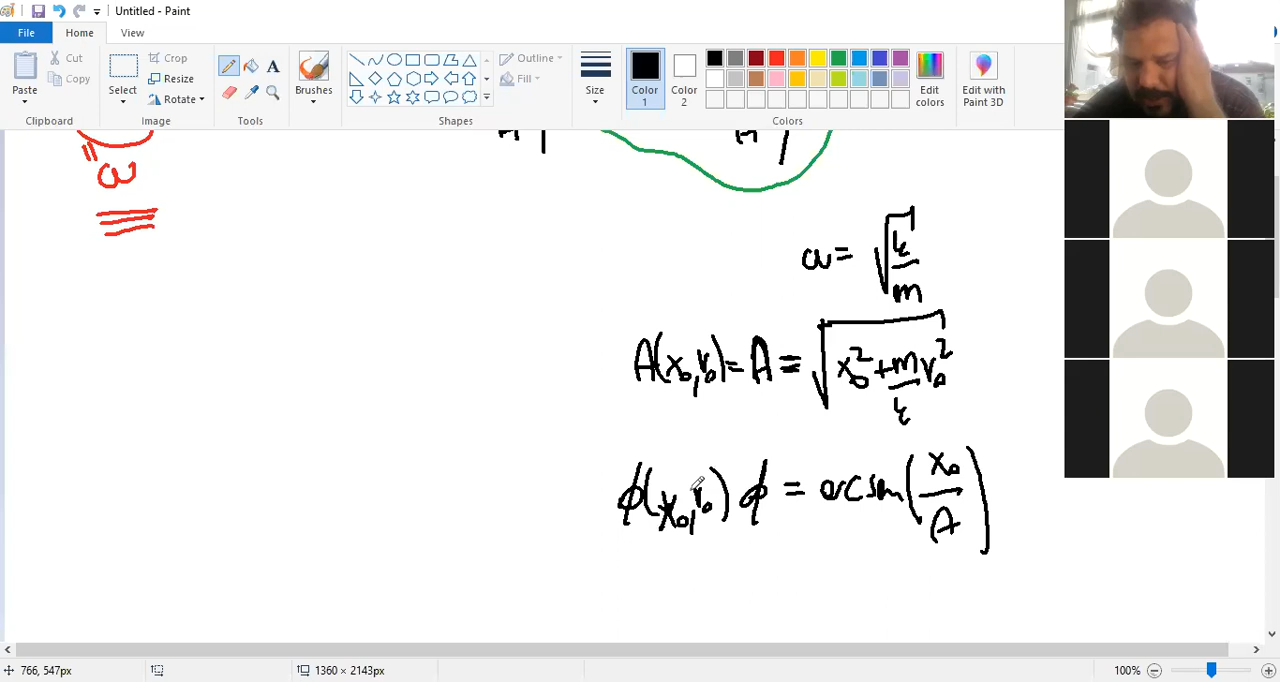 Untitled - Paint
File
Home
View
Paste
Cut
Copy
Clipboard
Select
Crop
Resize
Rotate
Image
A
Tools
Brushes
Shapes
Outline
Fill
Size
Color 1
Color 2
Edit colors
Colors
Edit with Paint 3D
ω
ω = √(k/m)
A(x₀,v₀) = A = √(x₀² + m/k v₀²)
ϕ(x₀,v₀) ϕ = arcsin(x₀/A)
766, 547px
1360 × 2143px
100%